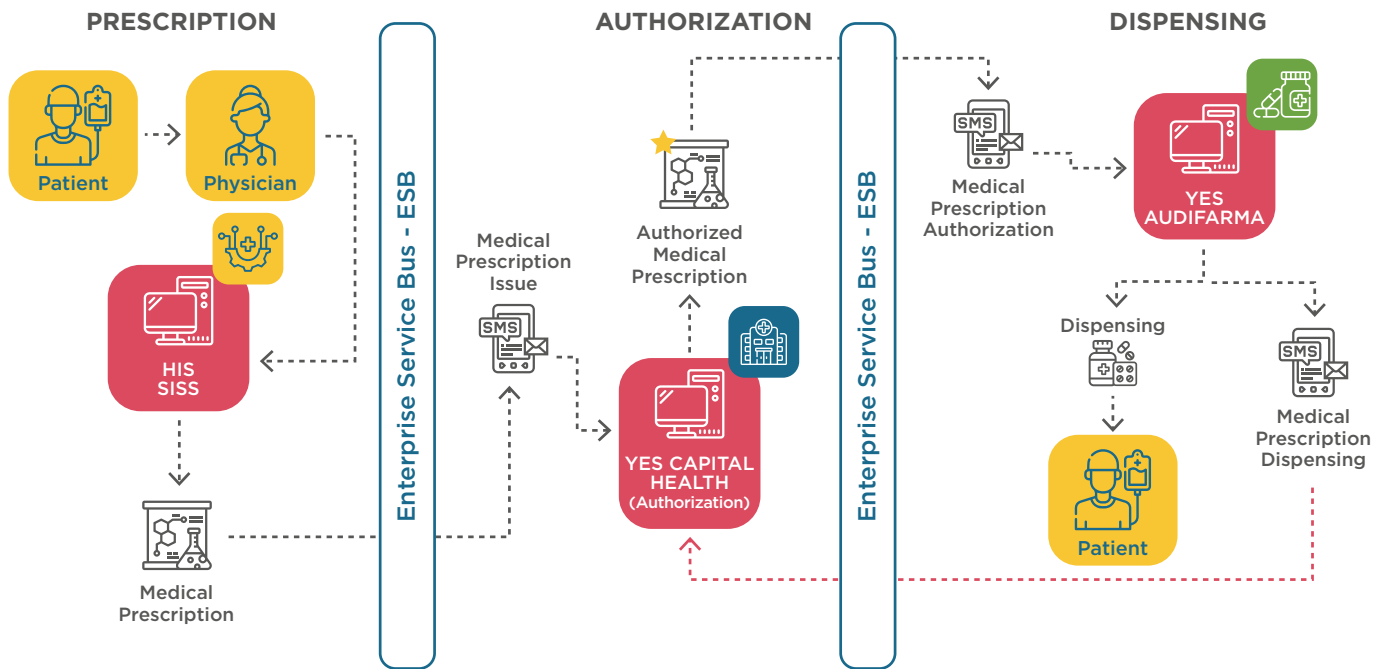 PRESCRIPTION
Patient
Physician
HIS
SISS
Medical
Prescription
Enterprise Service Bus - ESB
AUTHORIZATION
Medical
Prescription
Issue
SMS
Authorized
Medical
Prescription
YES CAPITAL
HEALTH
(Authorization)
Enterprise Service Bus - ESB
DISPENSING
SMS
Medical
Prescription
Authorization
YES
AUDIFARMA
Dispensing
Patient
SMS
Medical
Prescription
Dispensing